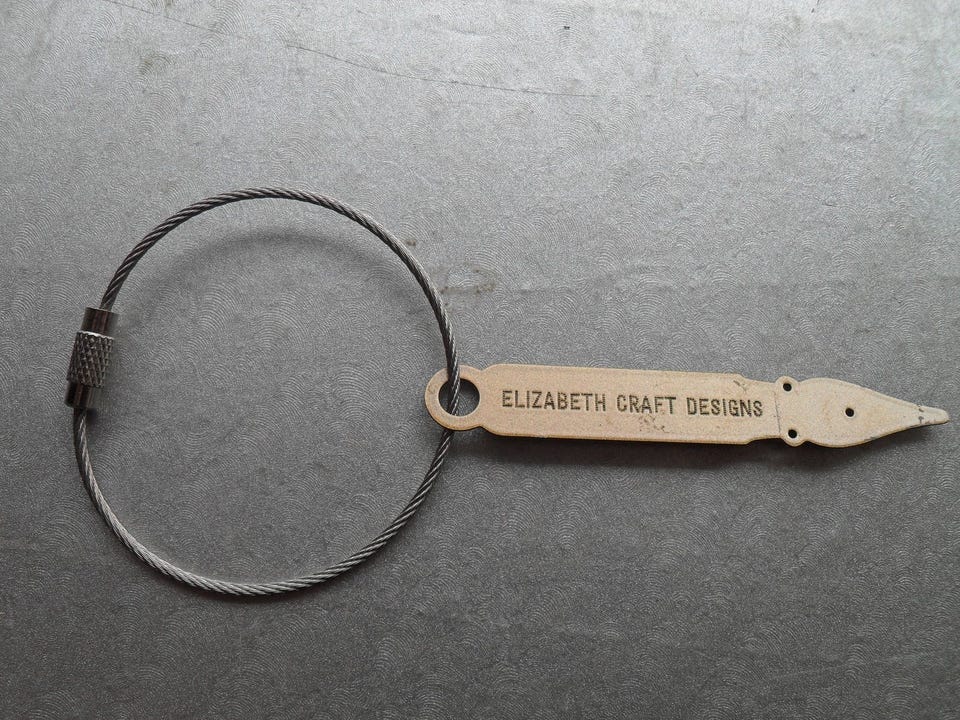 ELIZABETH CRAFT DESIGNS